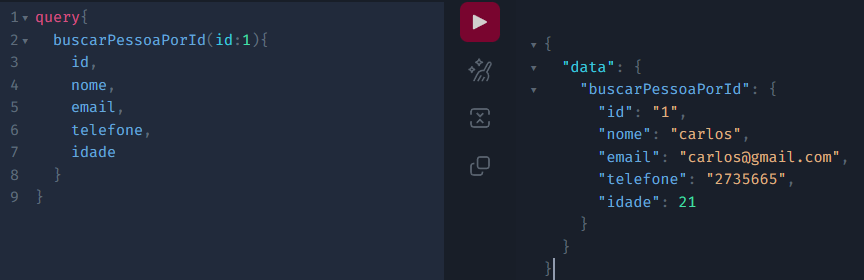 1 query{
2 buscarPessoaPorId(id:1){
3 id,
4 nome,
5 email,
6 telefone,
7 idade
8 }
9 }
{
"data": {
"buscarPessoaPorId": {
"id": "1",
"nome": "carlos",
"email": "carlos@gmail.com",
"telefone": "2735665",
"idade": 21
}
}
}